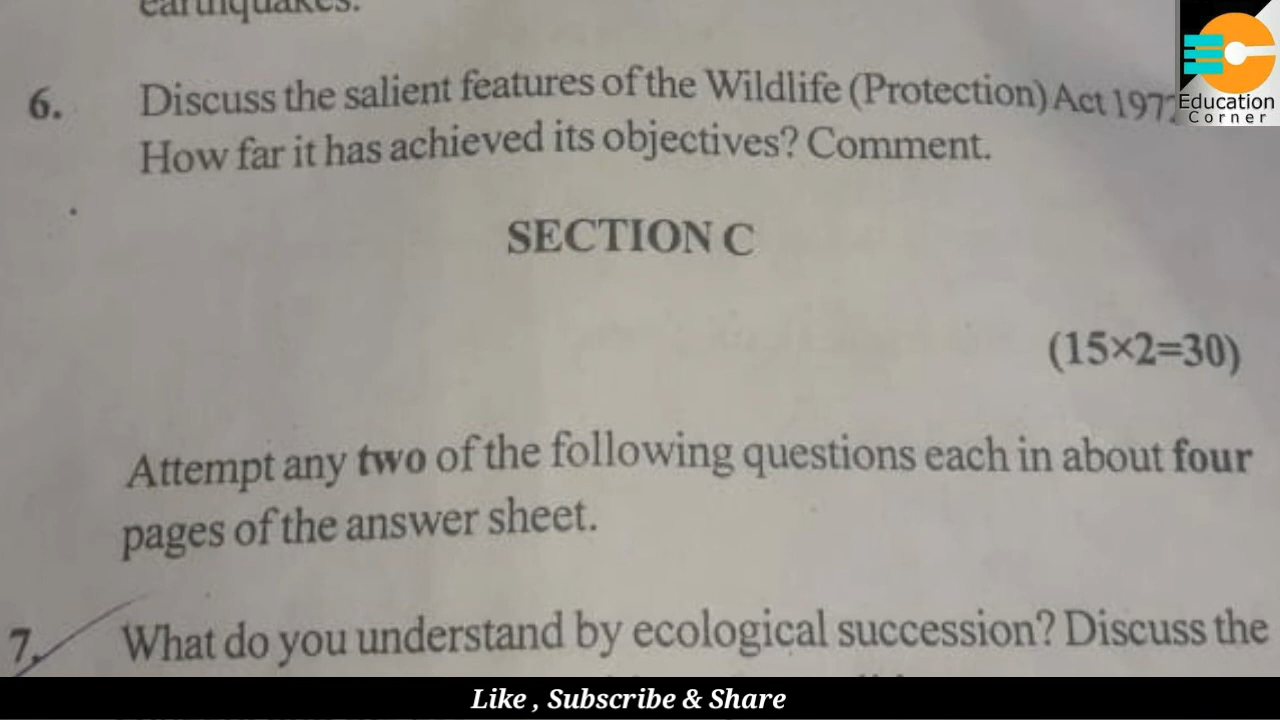 earthquakes.
6. Discuss the salient features of the Wildlife (Protection) Act 1972
How far it has achieved its objectives? Comment.
Education
Corner
SECTION C
(15×2=30)
Attempt any two of the following questions each in about four
pages of the answer sheet.
7. What do you understand by ecological succession? Discuss the
Like , Subscribe & Share